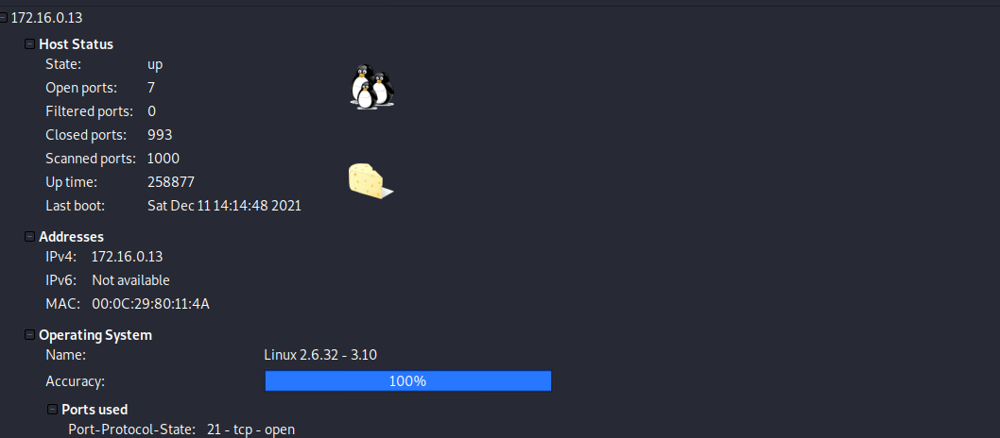 172.16.0.13
Host Status
State: up
Open ports: 7
Filtered ports: 0
Closed ports: 993
Scanned ports: 1000
Up time: 258877
Last boot: Sat Dec 11 14:14:48 2021
Addresses
IPv4: 172.16.0.13
IPv6: Not available
MAC: 00:0C:29:80:11:4A
Operating System
Name: Linux 2.6.32 - 3.10
Accuracy: 100%
Ports used
Port-Protocol-State: 21 - tcp - open